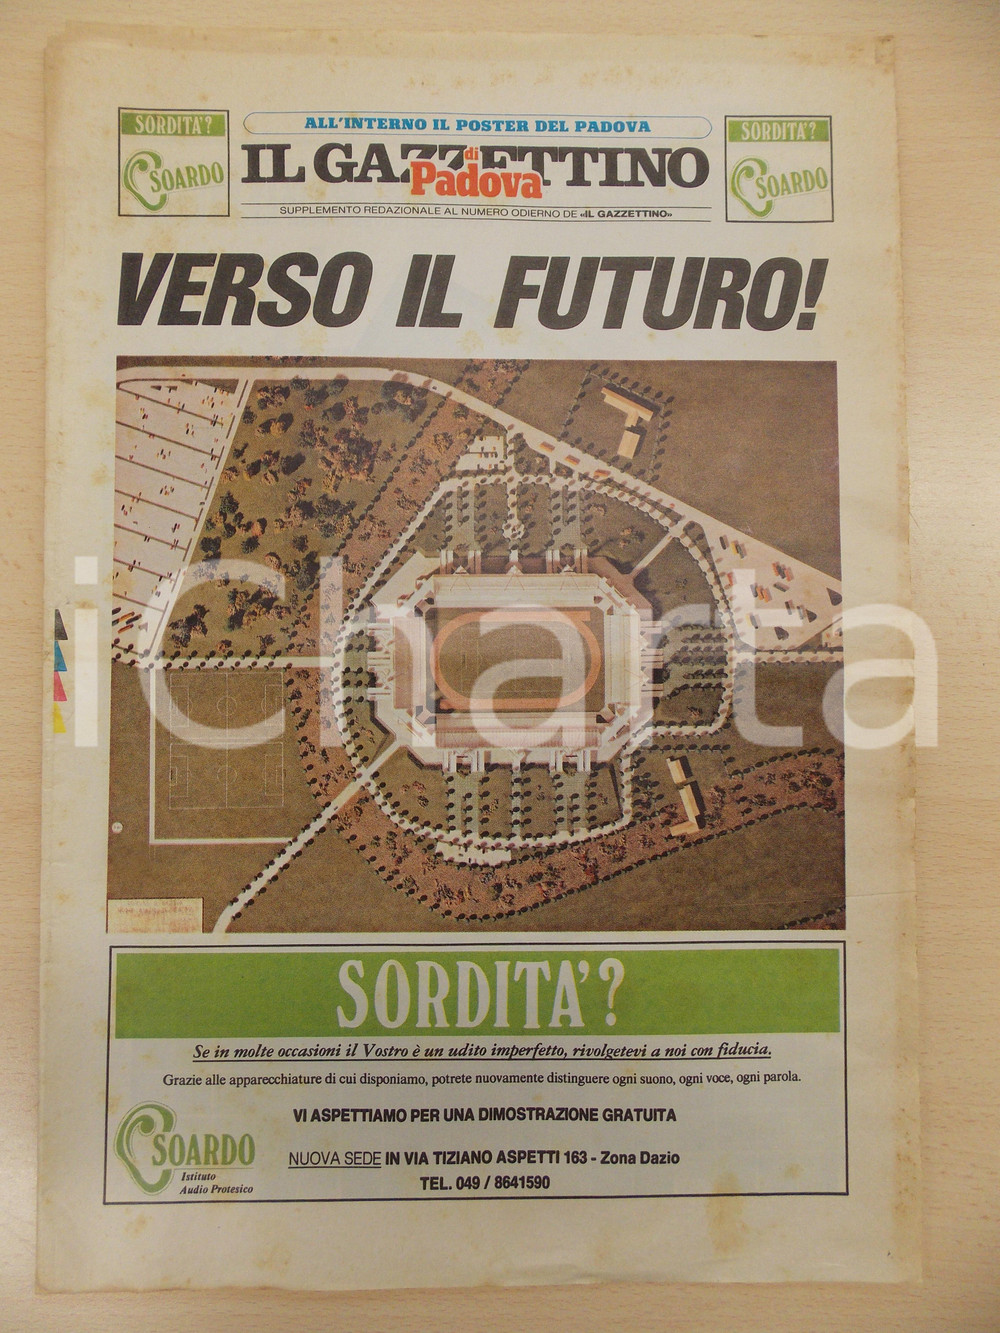 SORDITA'?
SOARDO
ALL'INTERNO IL POSTER DEL PADOVA
IL GAZZETTINO
di
Padova
SUPPLEMENTO REDAZIONALE AL NUMERO ODIERNO DE «IL GAZZETTINO»
SORDITA'?
SOARDO
VERSO IL FUTURO!
iCharta
SORDITA'?
Se in molte occasioni il Vostro è un udito imperfetto, rivolgetevi a noi con fiducia.
Grazie alle apparecchiature di cui disponiamo, potrete nuovamente distinguere ogni suono, ogni voce, ogni parola.
VI ASPETTIAMO PER UNA DIMOSTRAZIONE GRATUITA
SOARDO
Istituto
Audio Protesico
NUOVA SEDE IN VIA TIZIANO ASPETTI 163 - Zona Dazio
TEL. 049 / 8641590